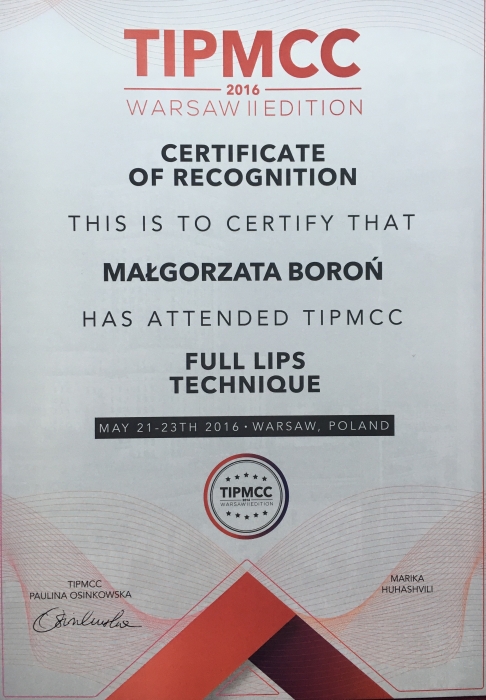 TIPMCC
2016
WARSAW II EDITION
CERTIFICATE
OF RECOGNITION
THIS IS TO CERTIFY THAT
MAŁGORZATA BOROŃ
HAS ATTENDED TIPMCC
FULL LIPS
TECHNIQUE
MAY 21-23TH 2016 • WARSAW, POLAND
TIPMCC
2016
WARSAW II EDITION
TIPMCC
PAULINA OSINKOWSKA
MARIKA
HUHASHVILI